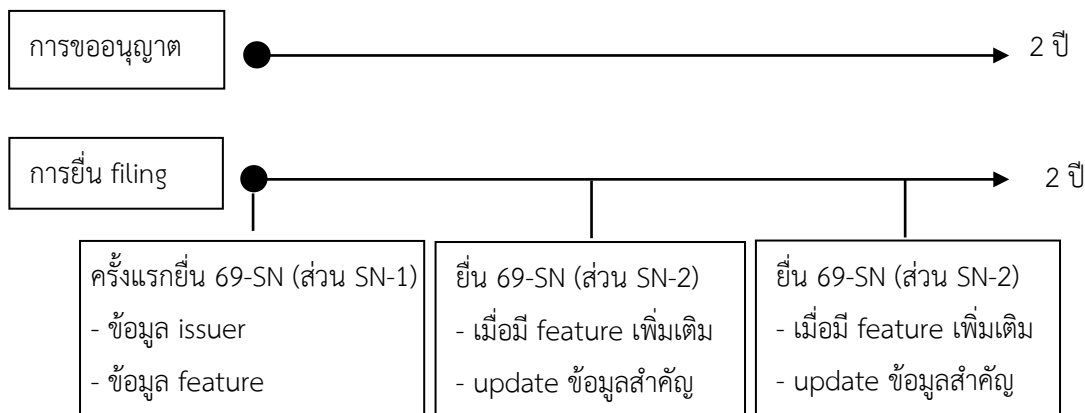 การขออนุญาต
2 ปี
การยื่น filing
2 ปี
ครั้งแรกยื่น 69-SN (ส่วน SN-1)
- ข้อมูล issuer
- ข้อมูล feature
ยื่น 69-SN (ส่วน SN-2)
- เมื่อมี feature เพิ่มเติม
- update ข้อมูลสำคัญ
ยื่น 69-SN (ส่วน SN-2)
- เมื่อมี feature เพิ่มเติม
- update ข้อมูลสำคัญ